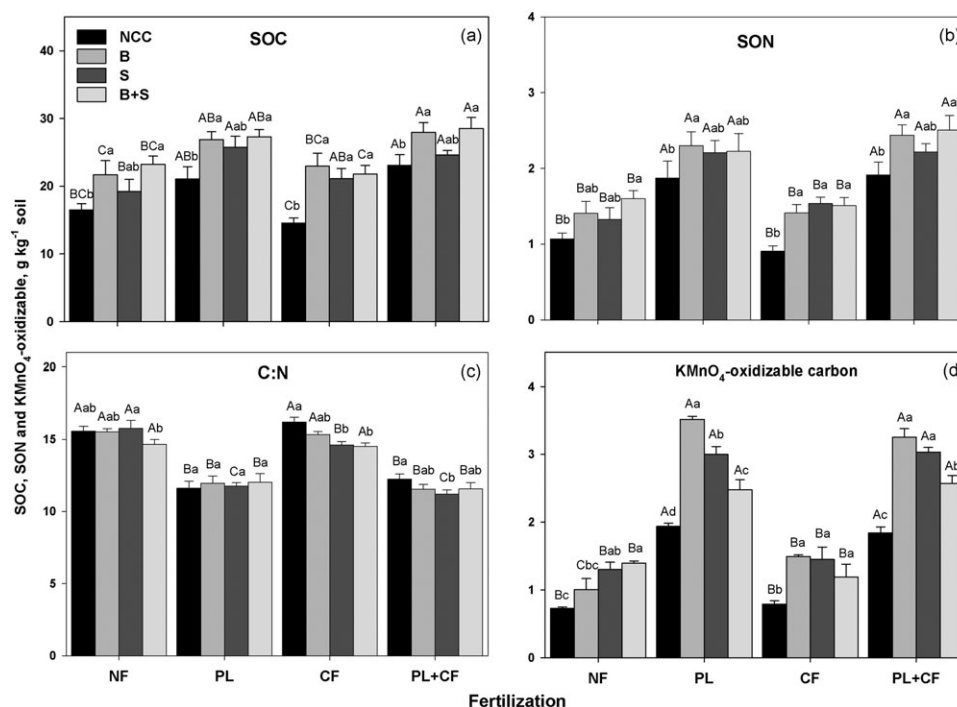 SOC, SON and KMnO4-oxidizable, g kg-1 soil
SOC
(a)
NCC
B
S
B+S
40
30
20
10
0
BCb Ca Bab BCa
ABb ABa Aab ABa
Cb BCa ABa Ca
Ab Aa Aab Aa
SON
(b)
4
3
2
1
0
Bb Bab Bab Ba
Ab Aa Aab Aab
Bb Ba Ba Ba
Ab Aa Aab Aa
C:N
(c)
20
15
10
5
0
Aab Aab Aa Ab
Ba Ba Ca Ba
Aa Aab Bb Ab
Ba Bab Cb Bab
NF PL CF PL+CF
KMnO4-oxidizable carbon
(d)
4
3
2
1
0
Bc Cbc Bab Ba
Ad Aa Ab Ac
Bb Ba Ba Ba
Ac Aa Aa Ab
NF PL CF PL+CF
Fertilization